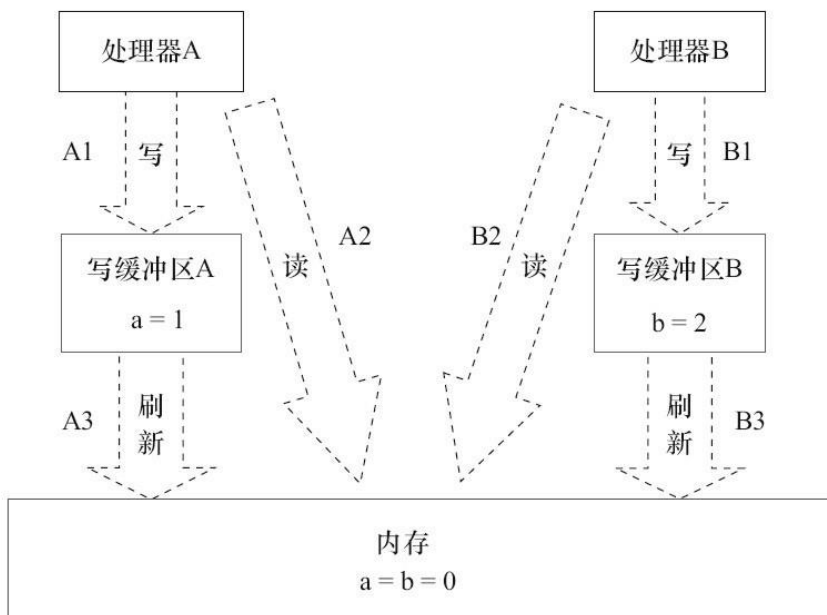 处理器A
处理器B
A1
写
写
B1
A2
B2
读
读
写缓冲区A
a = 1
写缓冲区B
b = 2
A3
刷新
刷新
B3
内存
a = b = 0